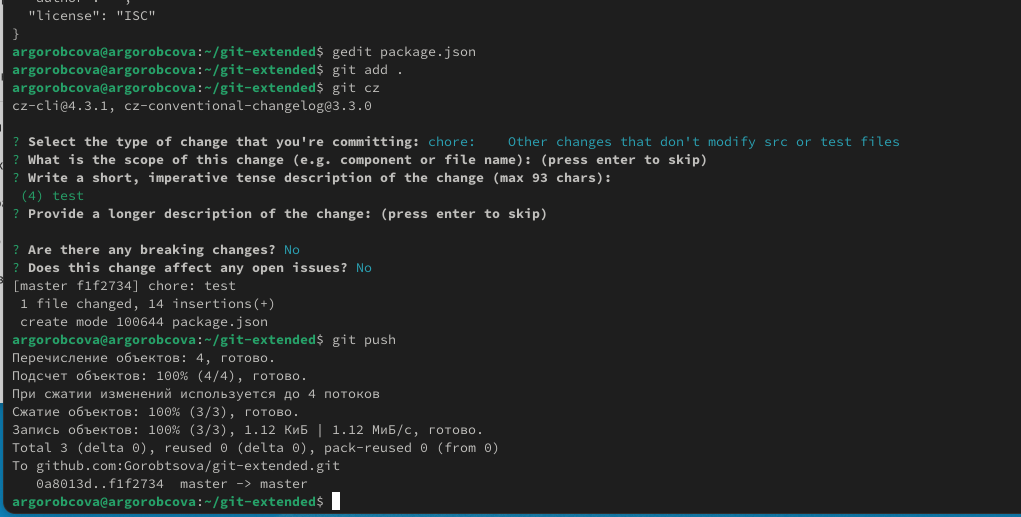 "license": "ISC"
}
argorobcova@argorobcova:~/git-extended$ gedit package.json
argorobcova@argorobcova:~/git-extended$ git add .
argorobcova@argorobcova:~/git-extended$ git cz
cz-cli@4.3.1, cz-conventional-changelog@3.3.0
? Select the type of change that you're committing: chore:    Other changes that don't modify src or test files
? What is the scope of this change (e.g. component or file name): (press enter to skip)
? Write a short, imperative tense description of the change (max 93 chars):
(4) test
? Provide a longer description of the change: (press enter to skip)
? Are there any breaking changes? No
? Does this change affect any open issues? No
[master f1f2734] chore: test
1 file changed, 14 insertions(+)
create mode 100644 package.json
argorobcova@argorobcova:~/git-extended$ git push
Перечисление объектов: 4, готово.
Подсчет объектов: 100% (4/4), готово.
При сжатии изменений используется до 4 потоков
Сжатие объектов: 100% (3/3), готово.
Запись объектов: 100% (3/3), 1.12 КиБ | 1.12 МиБ/с, готово.
Total 3 (delta 0), reused 0 (delta 0), pack-reused 0 (from 0)
To github.com:Gorobtsova/git-extended.git
0a8013d..f1f2734  master -> master
argorobcova@argorobcova:~/git-extended$